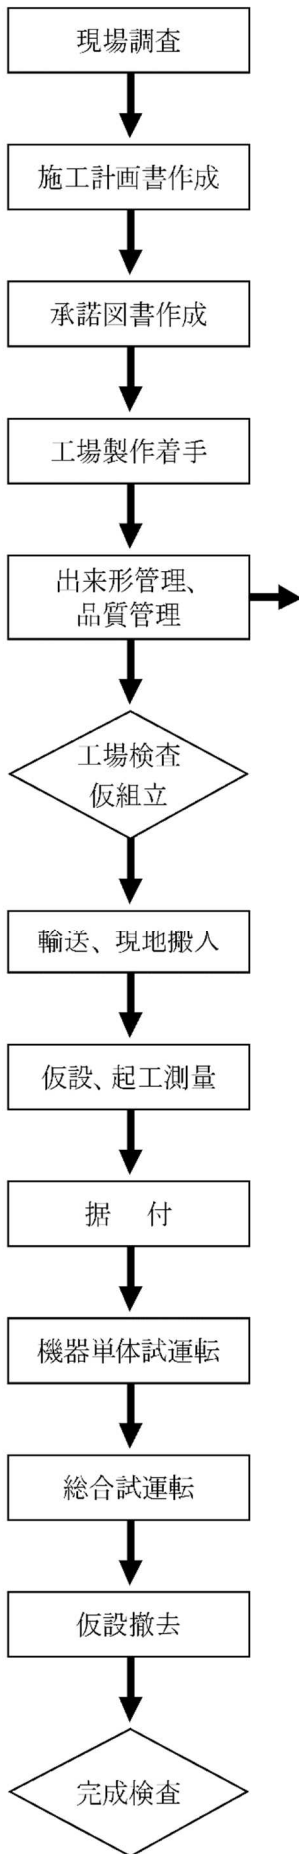 現場調査
施工計画書作成
承諾図書作成
工場製作着手
出来形管理、
品質管理
工場検査
仮組立
輸送、現地搬人
仮設、起工測量
据　付
機器単体試運転
総合試運転
仮設撤去
完成検査